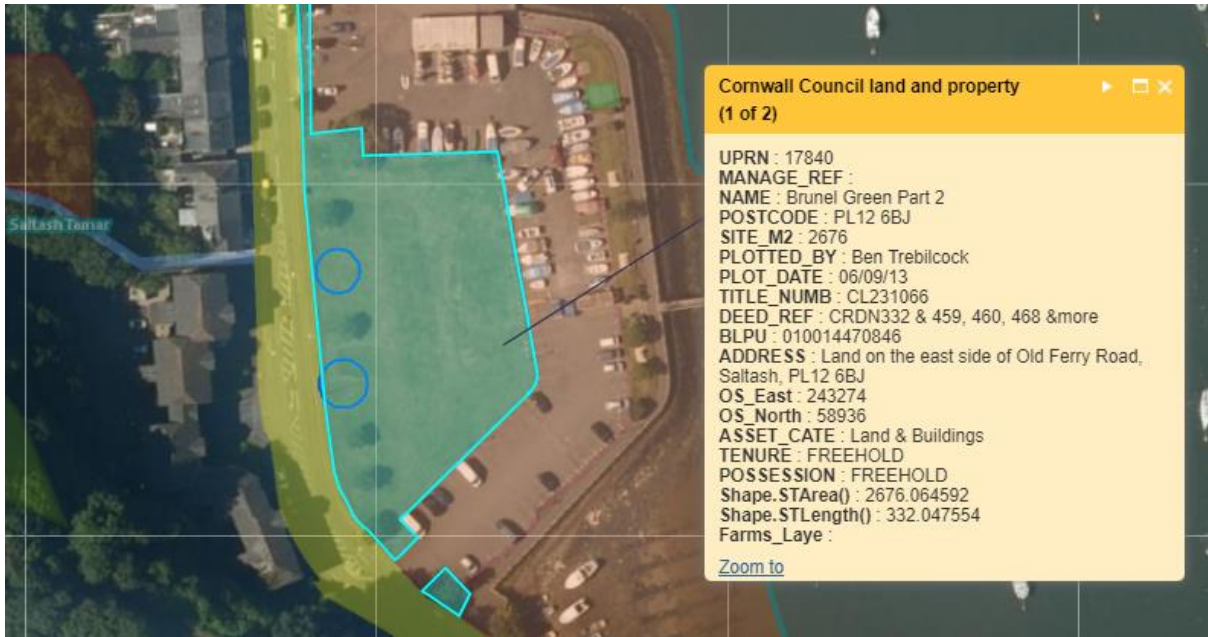 Saltash Tamar
Cornwall Council land and property
(1 of 2)
UPRN : 17840
MANAGE_REF :
NAME : Brunel Green Part 2
POSTCODE : PL12 6BJ
SITE_M2 : 2676
PLOTTED_BY : Ben Trebilcock
PLOT_DATE : 06/09/13
TITLE_NUMB : CL231066
DEED_REF : CRDN332 & 459, 460, 468 &more
BLPU : 010014470846
ADDRESS : Land on the east side of Old Ferry Road,
Saltash, PL12 6BJ
OS_East : 243274
OS_North : 58936
ASSET_CATE : Land & Buildings
TENURE : FREEHOLD
POSSESSION : FREEHOLD
Shape.STArea() : 2676.064592
Shape.STLength() : 332.047554
Farms_Laye :
Zoom to